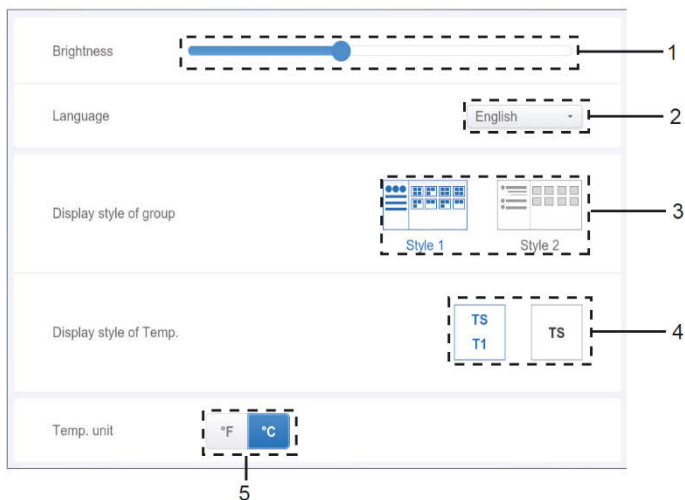 Brightness
1
Language
English
2
Display style of group
Style 1
Style 2
3
Display style of Temp.
TS
T1
TS
4
Temp. unit
°F
°C
5